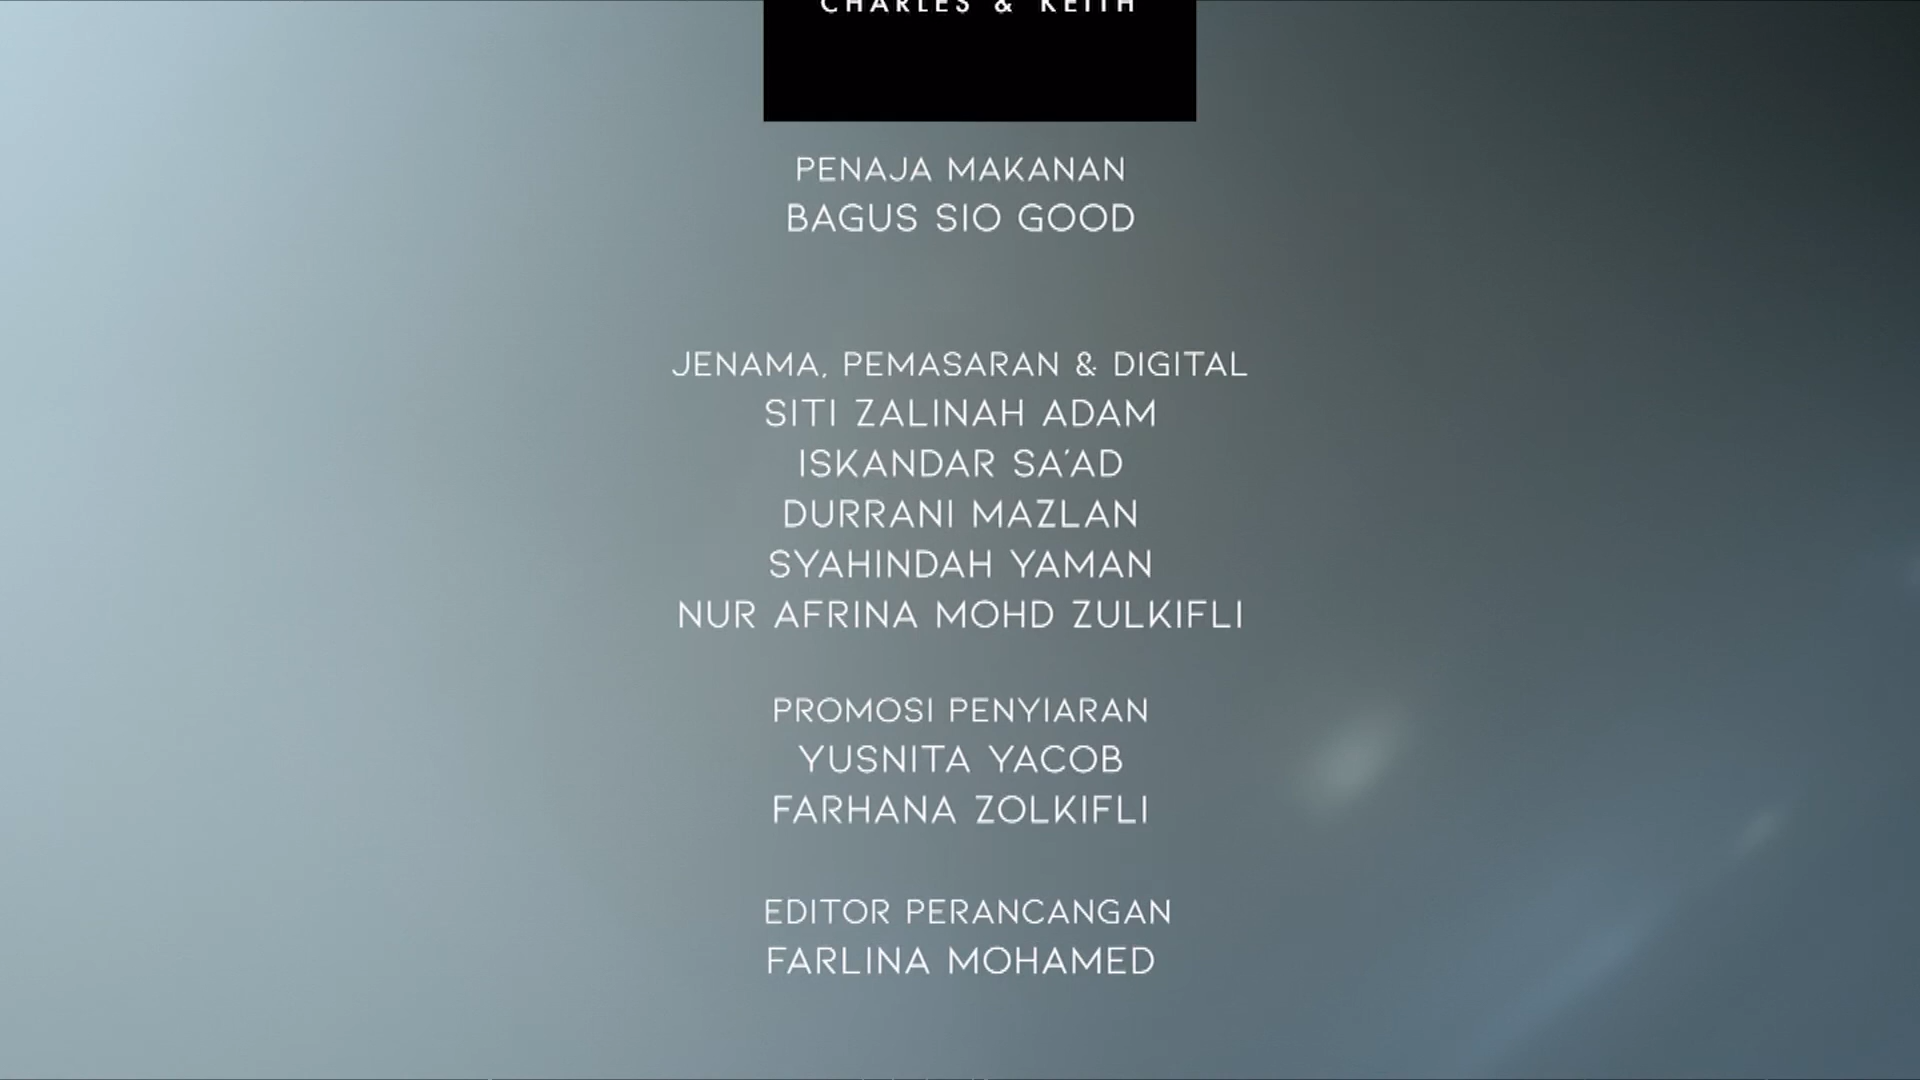 CHARLES & KEITH
PENAJA MAKANAN
BAGUS SIO GOOD
JENAMA, PEMASARAN & DIGITAL
SITI ZALINAH ADAM
ISKANDAR SA'AD
DURRANI MAZLAN
SYAHINDAH YAMAN
NUR AFRINA MOHD ZULKIFLI
PROMOSI PENYIARAN
YUSNITA YACOB
FARHANA ZOLKIFLI
EDITOR PERANCANGAN
FARLINA MOHAMED